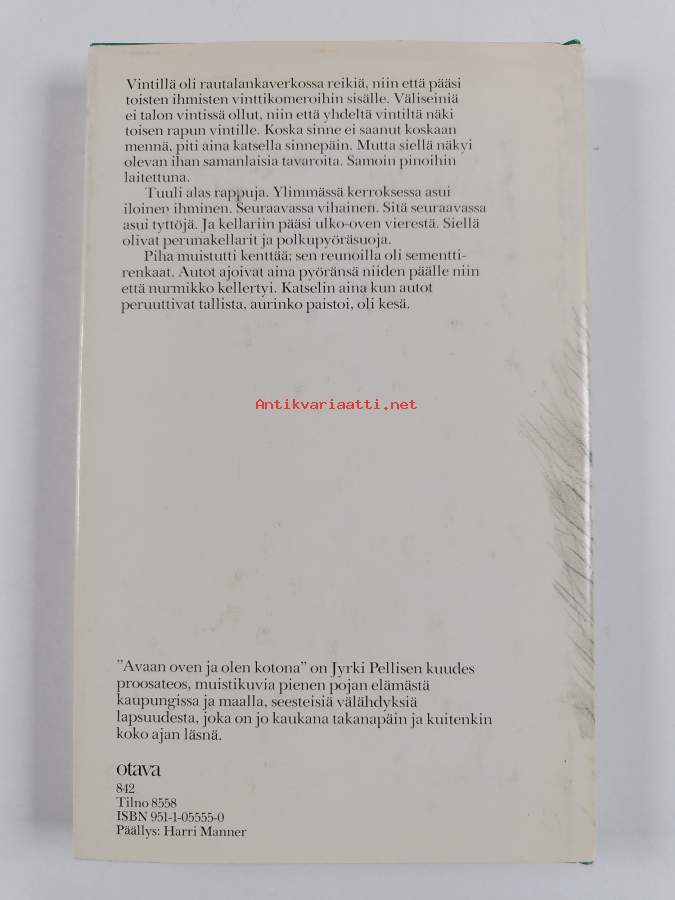 Vintillä oli rautalankaverkossa reikiä, niin että pääsi
toisten ihmisten vinttikomeroihin sisälle. Väliseiniä
ei talon vintissä ollut, niin että yhdeltä vintiltä näki
toisen rapun vintille. Koska sinne ei saanut koskaan
mennä, piti aina katsella sinnepäin. Mutta siellä näkyi
olevan ihan samanlaisia tavaroita. Samoin pinoihin
laitettuna.
Tuuli alas rappuja. Ylimmässä kerroksessa asui
iloinen ihminen. Seuraavassa vihainen. Sitä seuraavassa
asui tyttöjä. Ja kellariin pääsi ulko-oven vierestä. Siellä
olivat perunakellarit ja polkupyöräsuoja.
Piha muistutti kenttää; sen reunoilla oli sementti-
renkaat. Autot ajoivat aina pyöränsä niiden päälle niin
että nurmikko kellertyi. Katselin aina kun autot
peruuttivat tallista, aurinko paistoi, oli kesä.
Antikvariaatti.net
"Avaan oven ja olen kotona" on Jyrki Pellisen kuudes
proosateos, muistikuvia pienen pojan elämästä
kaupungissa ja maalla, seesteisiä välähdyksiä
lapsuudesta, joka on jo kaukana takanapäin ja kuitenkin
koko ajan läsnä.
otava
842
Tilno 8558
ISBN 951-1-05555-0
Päällys: Harri Manner